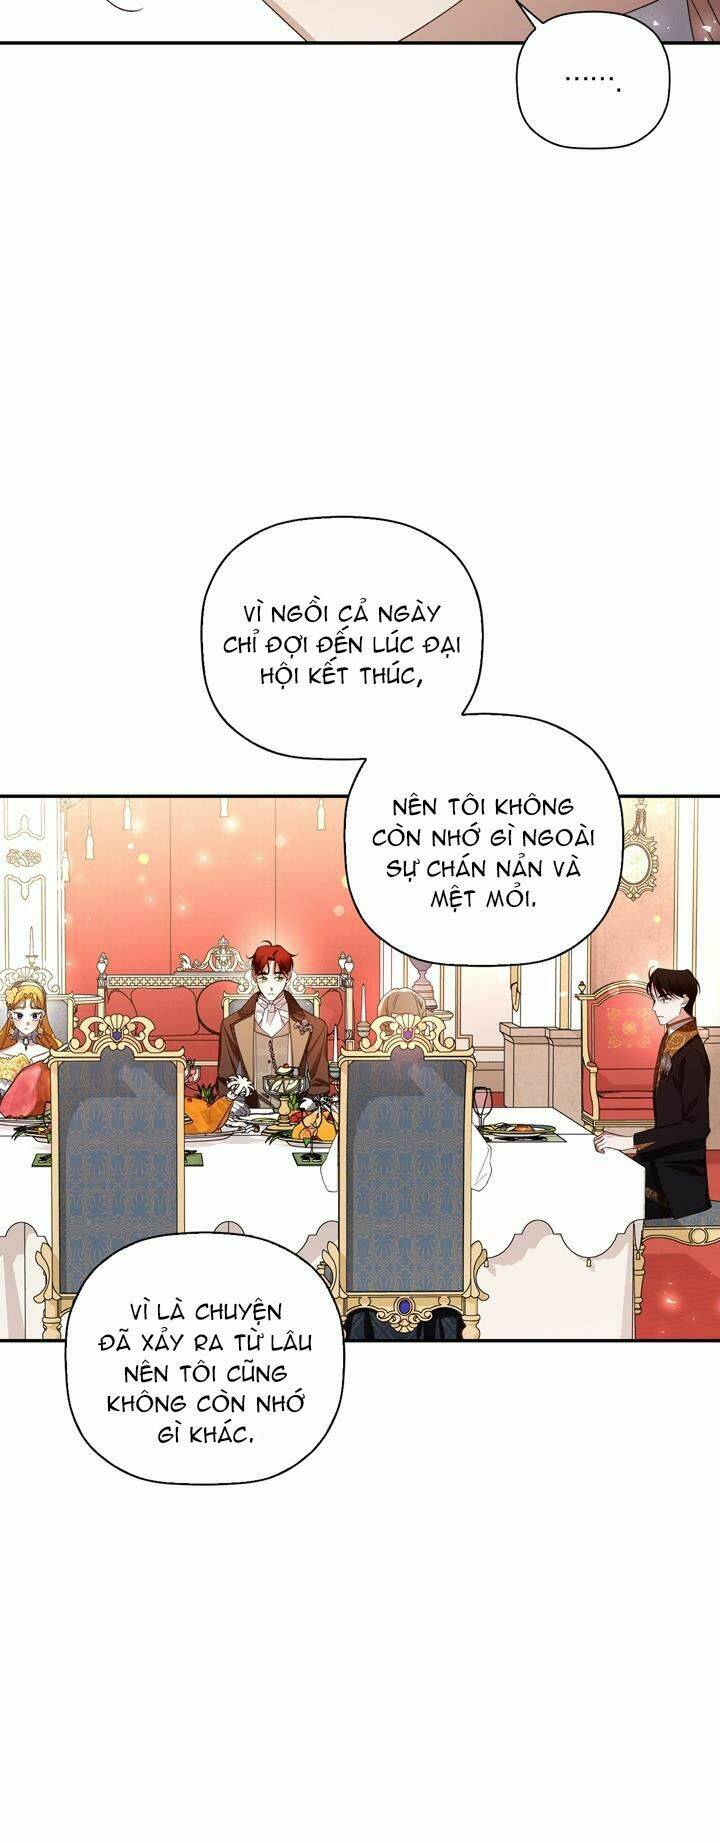 .......
VÌ NGỒI CẢ NGÀY
CHỈ ĐỢI ĐẾN LÚC ĐẠI
HỘI KẾT THÚC,
NÊN TÔI KHÔNG
CÒN NHỚ GÌ NGOÀI
SỰ CHÁN NẢN VÀ
MỆT MỎI.
VÌ LÀ CHUYỆN
ĐÃ XẢY RA TỪ LÂU
NÊN TÔI CŨNG
KHÔNG CÒN NHỚ
GÌ KHÁC.